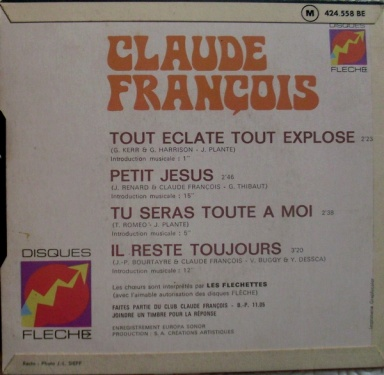 M 424.558 BE
DISQUES
FLECHE
CLAUDE
FRANÇOIS
TOUT ECLATE TOUT EXPLOSE 2'23
(G. KERR & G. HARRISON - J. PLANTE)
Introduction musicale : 1"
PETIT JESUS 2'46
(J. RENARD & CLAUDE FRANÇOIS - G. THIBAUT)
Introduction musicale : 15"
TU SERAS TOUTE A MOI 2'38
(T. ROMEO - J. PLANTE)
Introduction musicale : 5"
IL RESTE TOUJOURS 3'20
(J.-P. BOURTAYRE & CLAUDE FRANÇOIS - V. BUGGY & Y. DESSCA)
Introduction musicale : 12"
DISQUES
FLECHE
Les chœurs sont interprétés par LES FLECHETTES
(avec l'aimable autorisation des disques FLÈCHE)
FAITES PARTIE DU CLUB CLAUDE FRANÇOIS - B.-P. 11.05
JOINDRE UN TIMBRE POUR LA RÉPONSE
ENREGISTREMENT EUROPA SONOR
PRODUCTION : S. A. CRÉATIONS ARTISTIQUES
Recto : Photo J.-L.